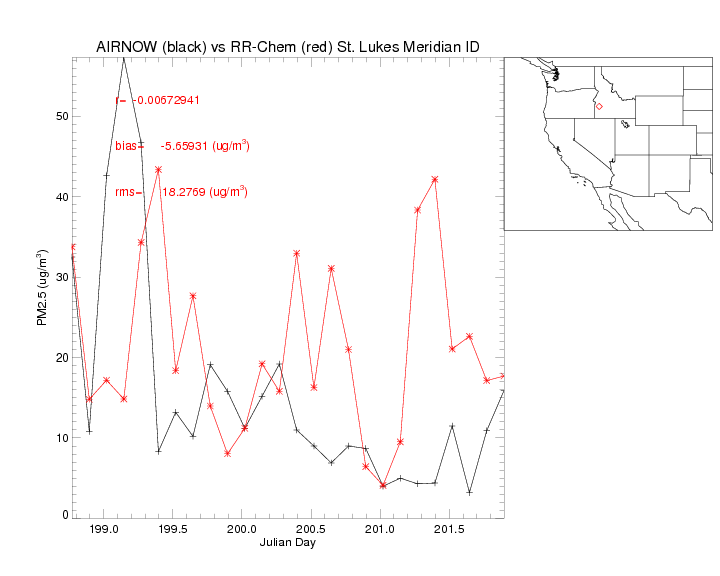 AIRNOW (black) vs RR-Chem (red) St. Lukes Meridian ID
r= -0.00672941
bias= -5.65931 (ug/m³)
rms= 18.2769 (ug/m³)
PM2.5 (ug/m³)
50
40
30
20
10
0
199.0 199.5 200.0 200.5 201.0 201.5
Julian Day